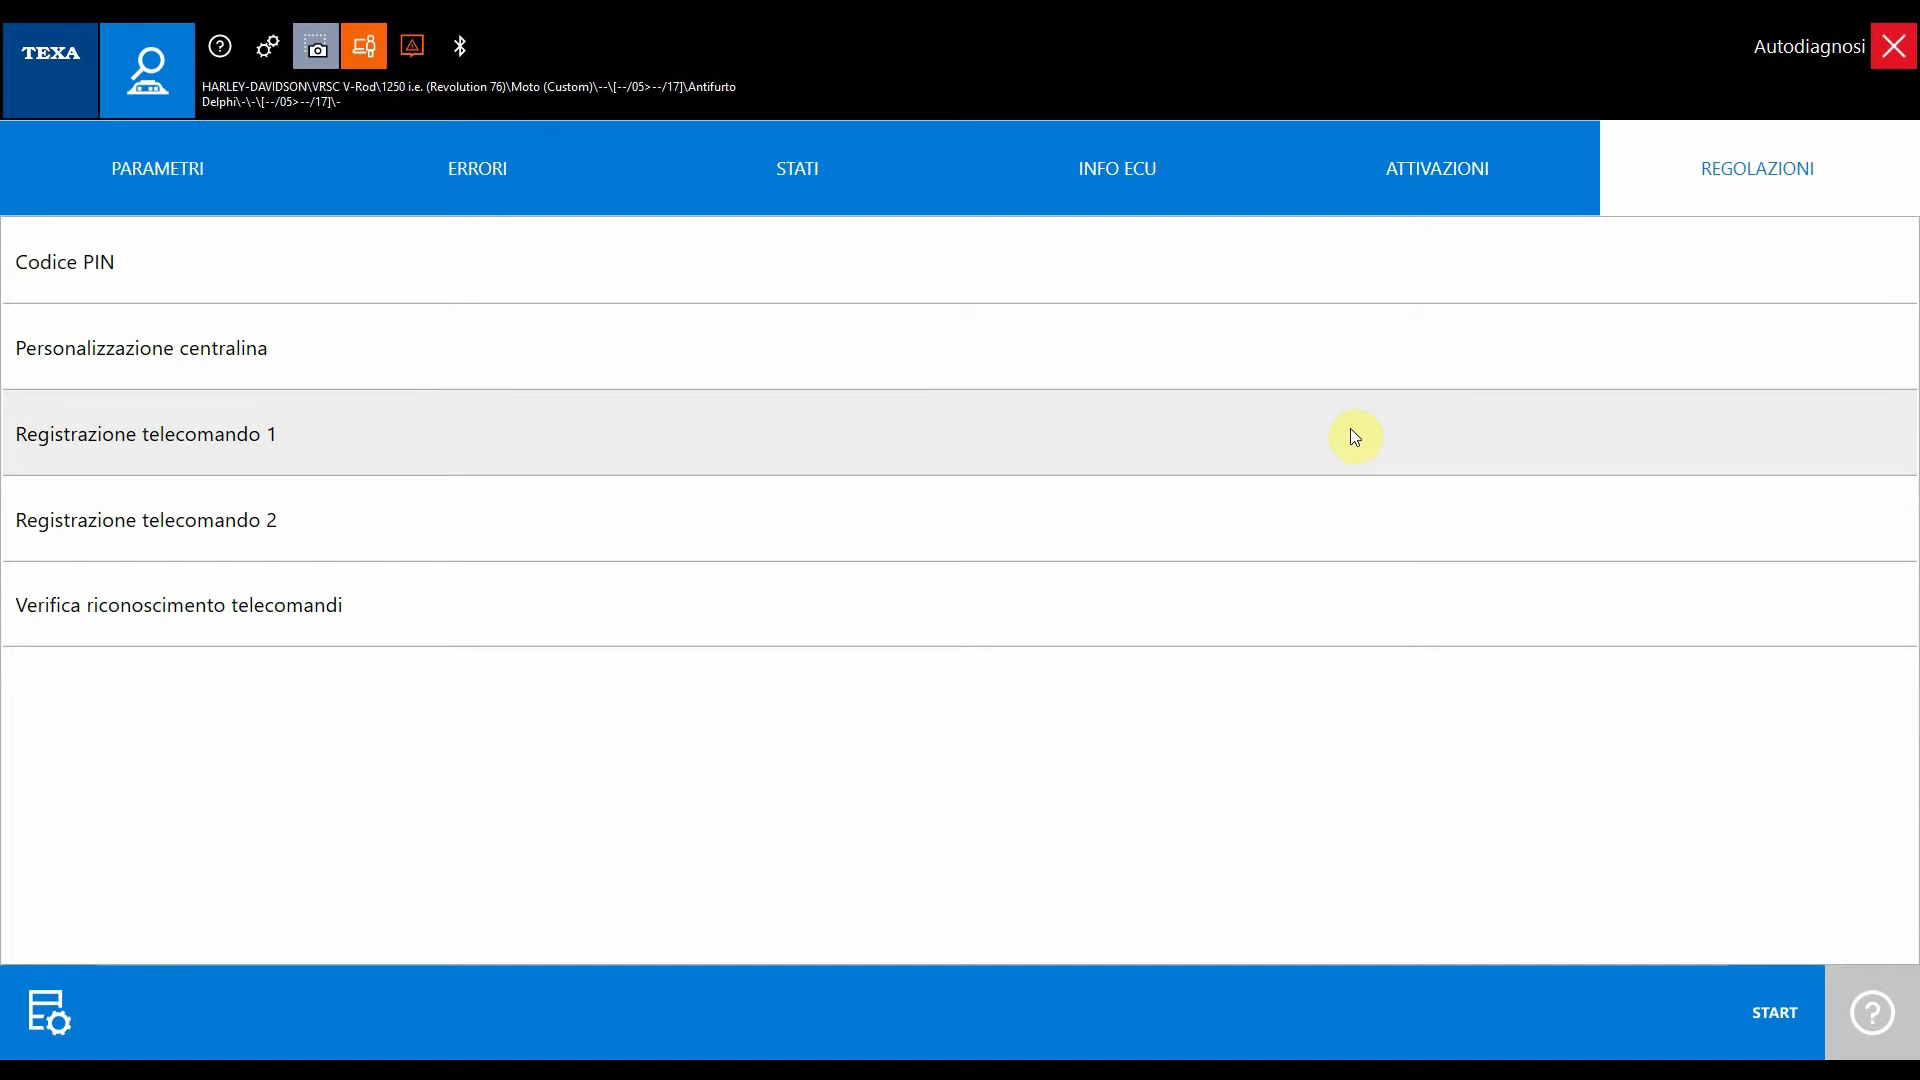 TEXA
Autodiagnosi
HARLEY-DAVIDSON\VRSC V-Rod\1250 i.e. (Revolution 76)\Moto (Custom)\--\[--/05>--/17]\Antifurto
Delphi\-\-\[--/05>--/17]\-
PARAMETRI
ERRORI
STATI
INFO ECU
ATTIVAZIONI
REGOLAZIONI
Codice PIN
Personalizzazione centralina
Registrazione telecomando 1
Registrazione telecomando 2
Verifica riconoscimento telecomandi
START